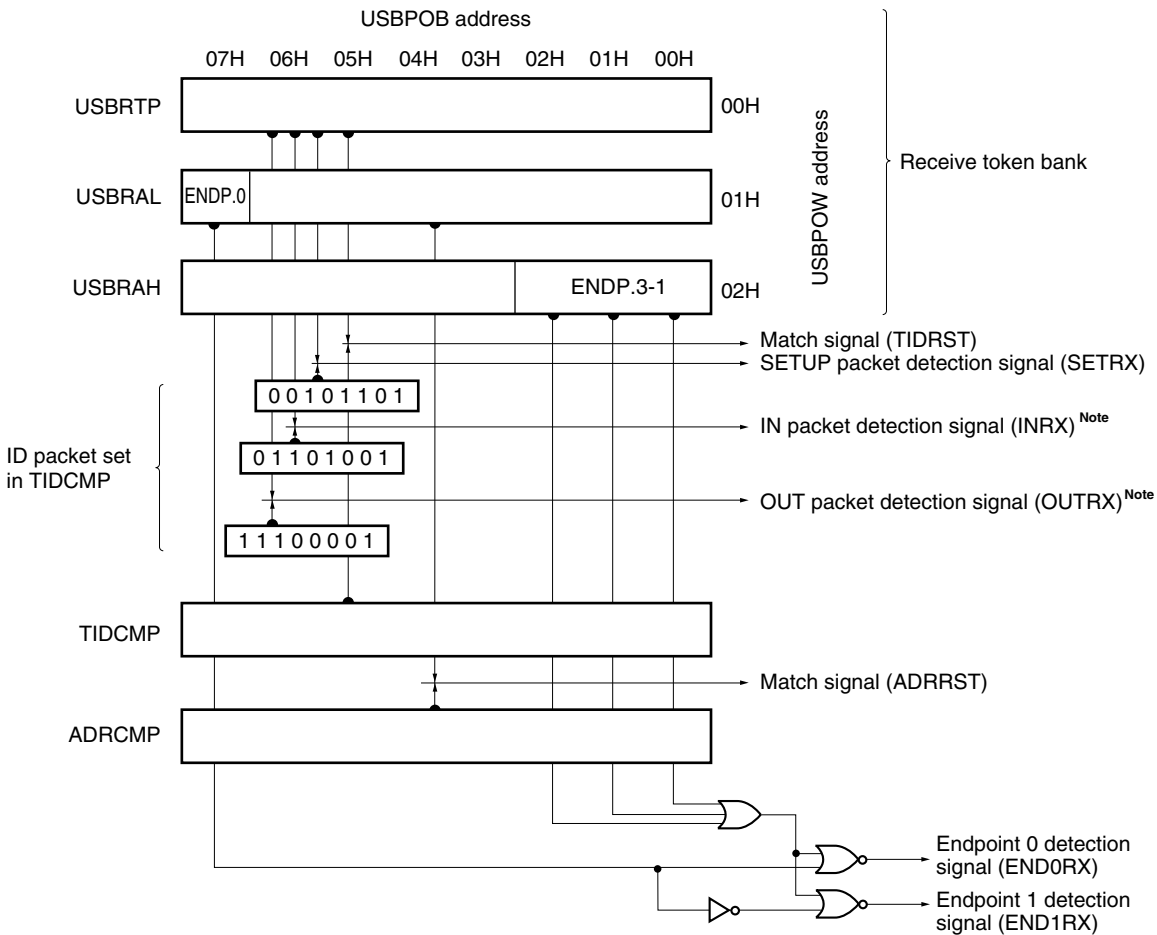 USBPOB address
07H 06H 05H 04H 03H 02H 01H 00H
USBRTP
00H
USBPOW address
Receive token bank
USBRAL
ENDP.0
01H
USBRAH
ENDP.3-1
02H
Match signal (TIDRST)
SETUP packet detection signal (SETRX)
0 0 1 0 1 1 0 1
IN packet detection signal (INRX) Note
ID packet set
in TIDCMP
0 1 1 0 1 0 0 1
OUT packet detection signal (OUTRX) Note
1 1 1 0 0 0 0 1
TIDCMP
Match signal (ADRRST)
ADRCMP
Endpoint 0 detection
signal (END0RX)
Endpoint 1 detection
signal (END1RX)